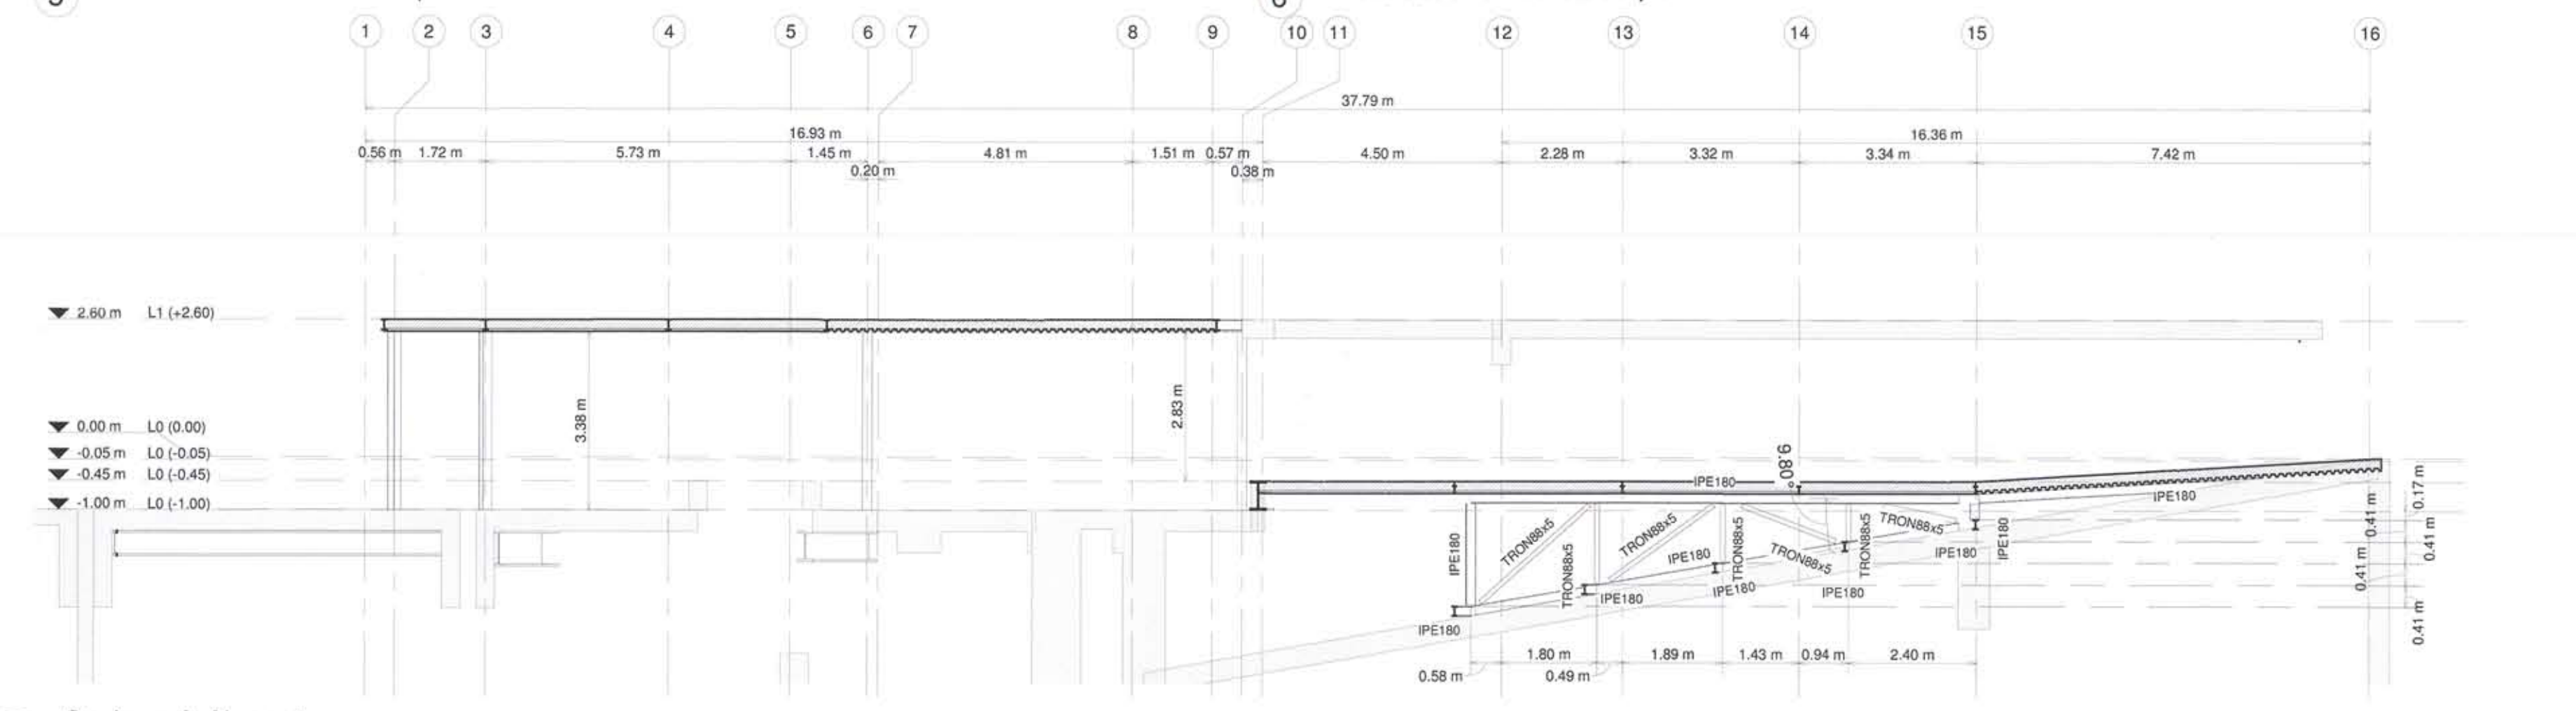 1 2 3 4 5 6 7 8 9 10 11 12 13 14 15 16
37.79 m
16.93 m 16.36 m
0.56 m 1.72 m 5.73 m 1.45 m 4.81 m 1.51 m 0.57 m 4.50 m 2.28 m 3.32 m 3.34 m 7.42 m
0.20 m 0.38 m
2.60 m L1 (+2.60)
3.38 m
2.83 m
0.00 m L0 (0.00)
-0.05 m L0 (-0.05)
-0.45 m L0 (-0.45)
-1.00 m L0 (-1.00)
9.80°
IPE180
IPE180
IPE180
TRON88x5
TRON88x5
TRON88x5
IPE180
TRON88x5
TRON88x5
TRON88x5
TRON88x5
IPE180
IPE180
IPE180
IPE180
IPE180
IPE180
0.17 m
0.41 m
0.41 m
0.41 m
0.41 m
1.80 m 1.89 m 1.43 m 0.94 m 2.40 m
0.58 m 0.49 m